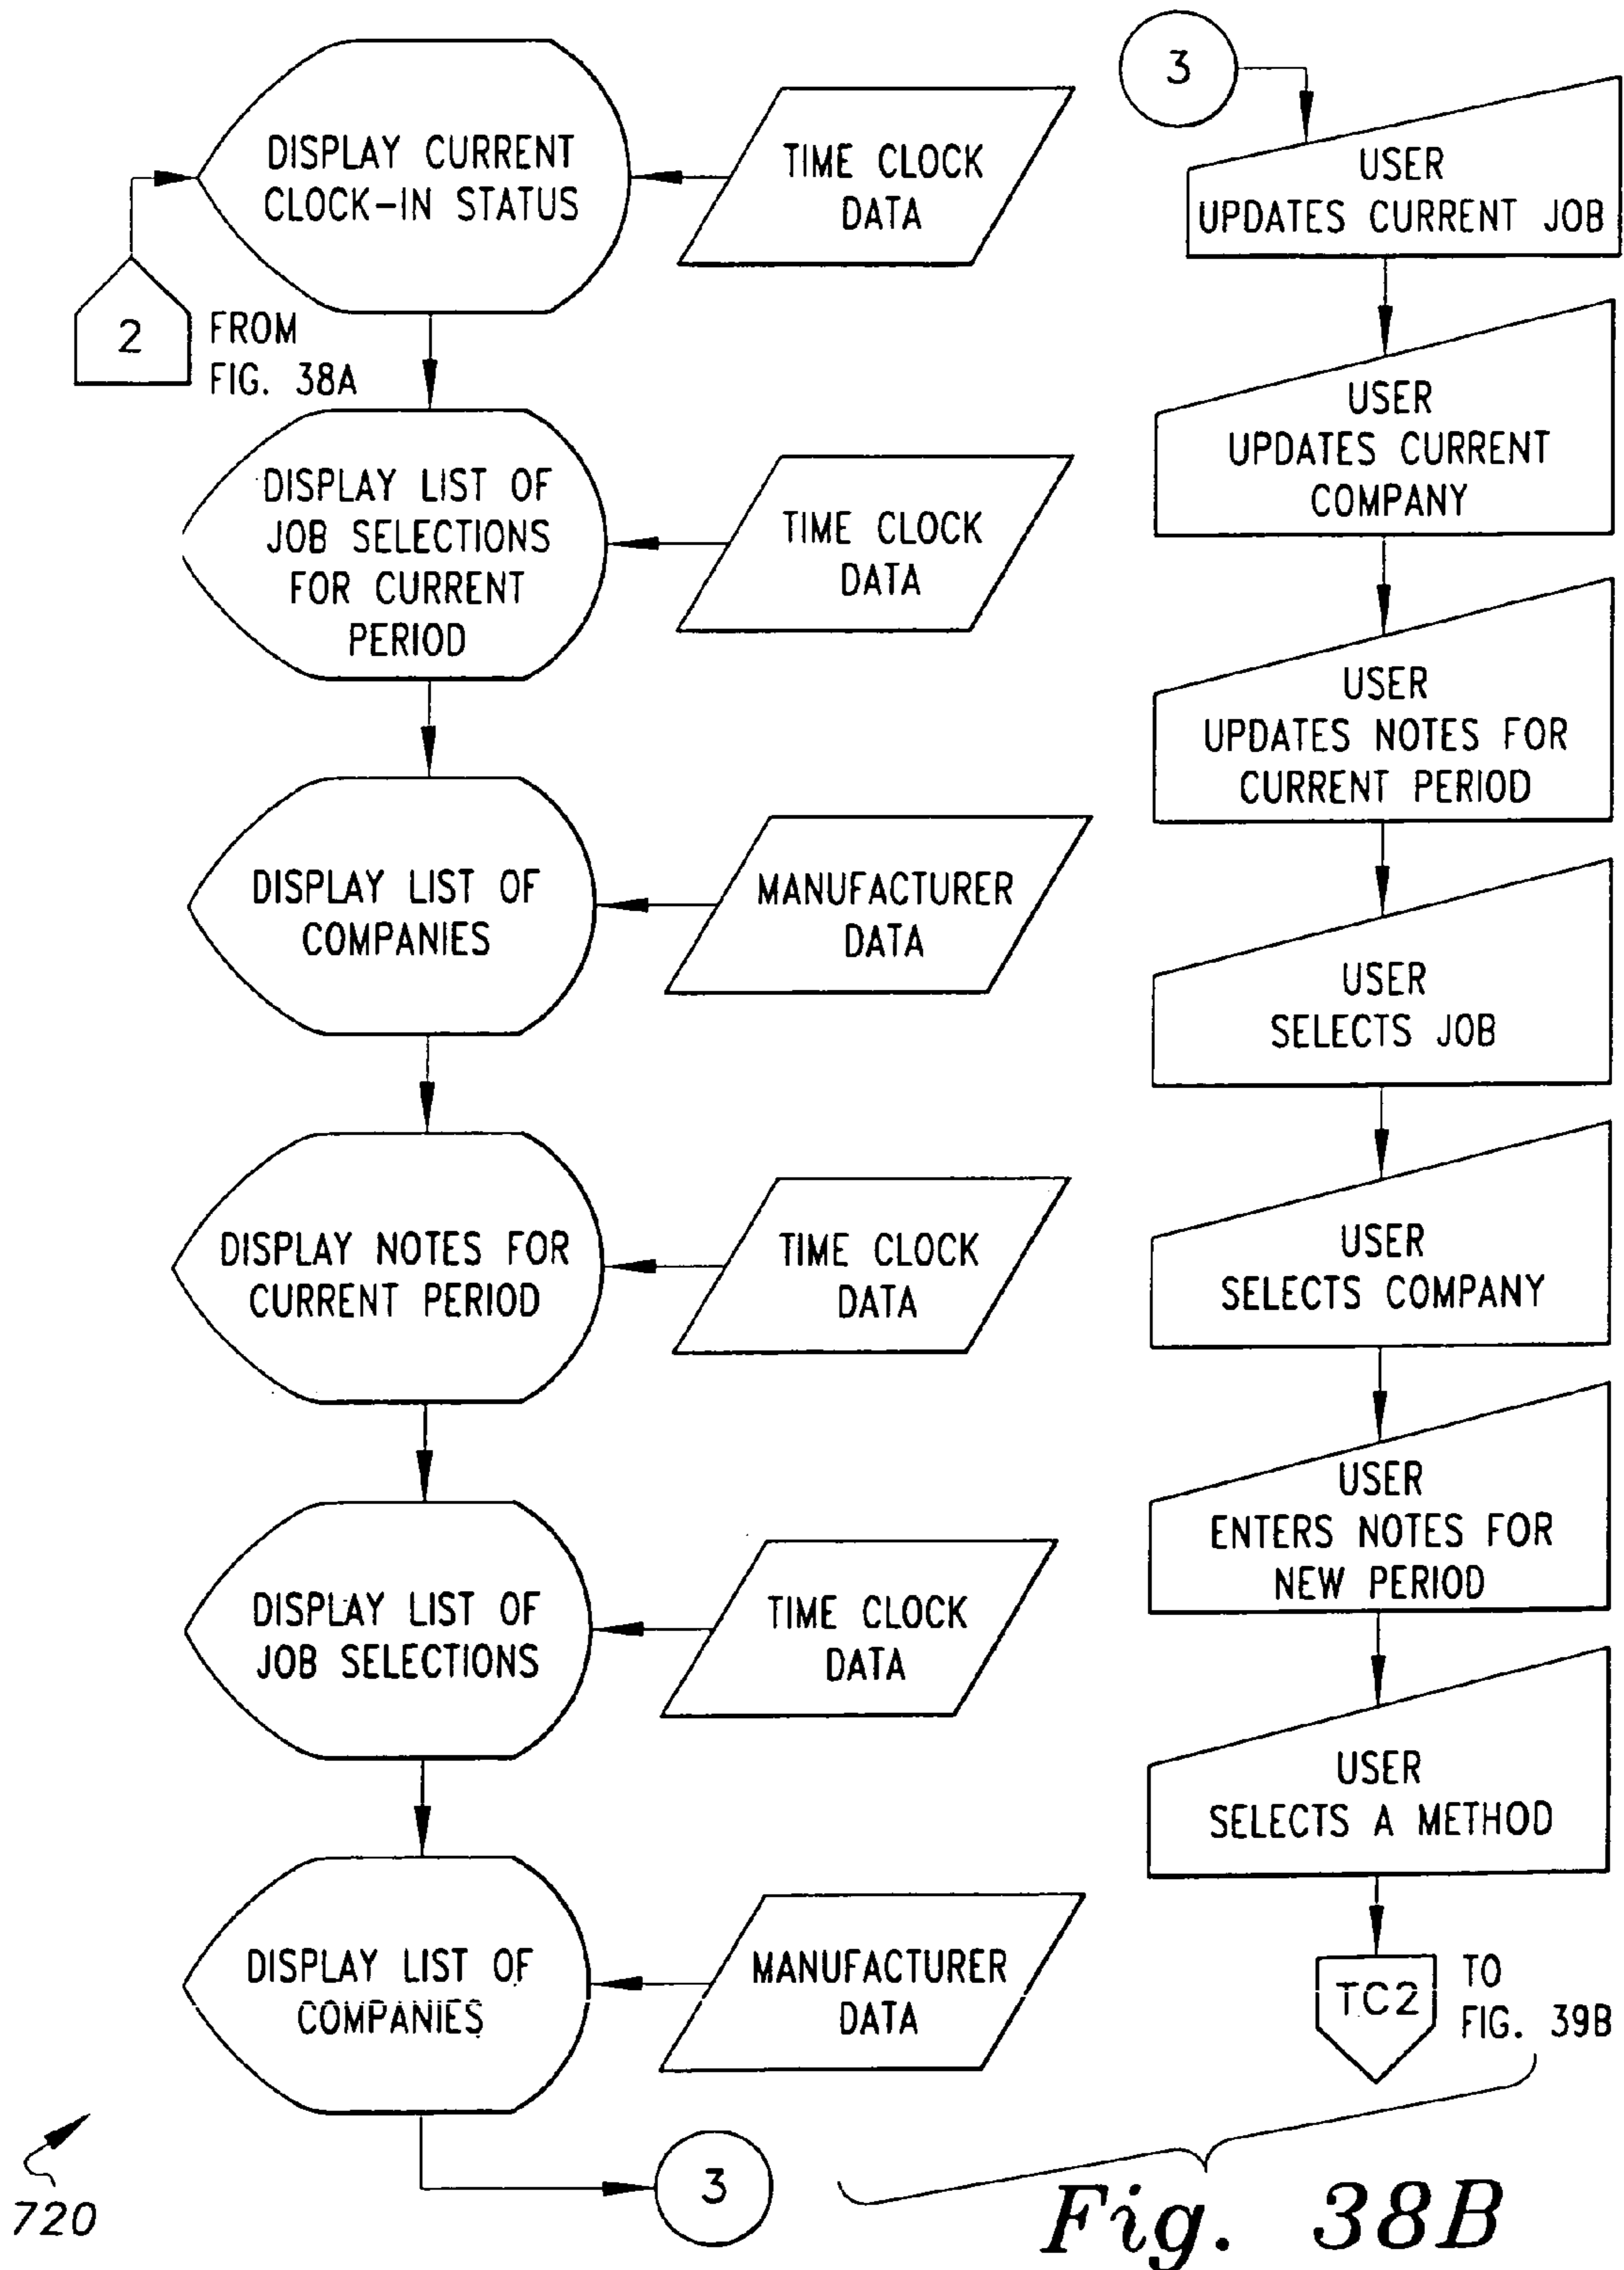 DISPLAY CURRENT
CLOCK-IN STATUS
TIME CLOCK
DATA
2
FROM
FIG. 38A
DISPLAY LIST OF
JOB SELECTIONS
FOR CURRENT
PERIOD
TIME CLOCK
DATA
DISPLAY LIST OF
COMPANIES
MANUFACTURER
DATA
DISPLAY NOTES FOR
CURRENT PERIOD
TIME CLOCK
DATA
DISPLAY LIST OF
JOB SELECTIONS
TIME CLOCK
DATA
DISPLAY LIST OF
COMPANIES
MANUFACTURER
DATA
3
3
USER
UPDATES CURRENT JOB
USER
UPDATES CURRENT
COMPANY
USER
UPDATES NOTES FOR
CURRENT PERIOD
USER
SELECTS JOB
USER
SELECTS COMPANY
USER
ENTERS NOTES FOR
NEW PERIOD
USER
SELECTS A METHOD
TC2
TO
FIG. 39B
720
Fig. 38B